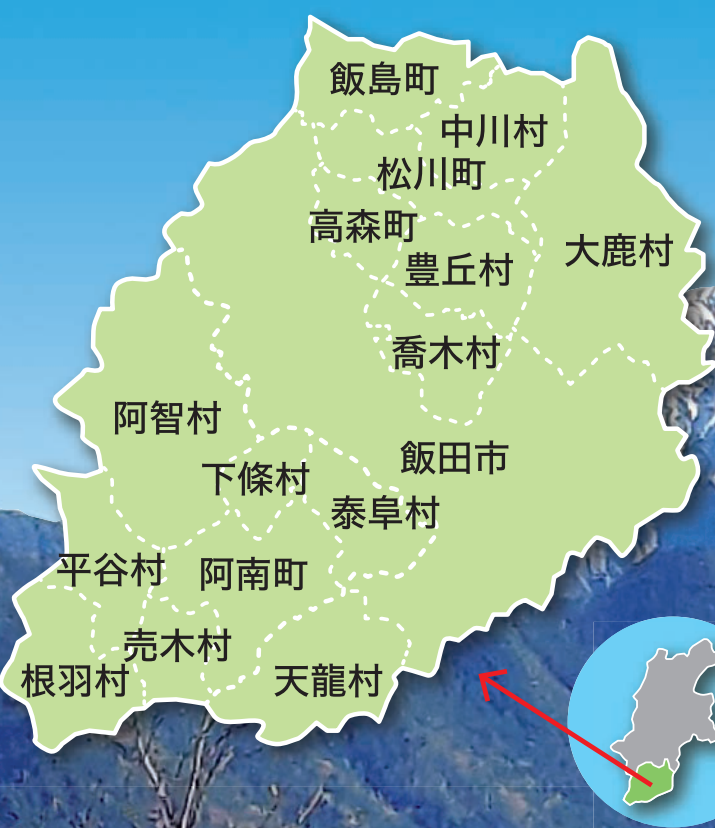 飯島町
中川村
松川町
高森町
大鹿村
豊丘村
喬木村
阿智村
飯田市
下條村
泰阜村
平谷村
阿南町
売木村
根羽村
天龍村